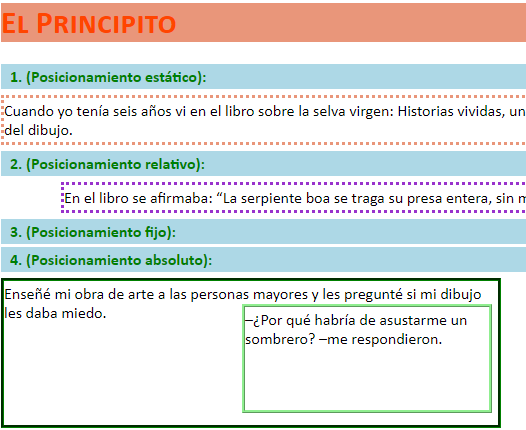 El Principito
1. (Posicionamiento estático):
Cuando yo tenía seis años vi en el libro sobre la selva virgen: Historias vividas, un
del dibujo.
2. (Posicionamiento relativo):
En el libro se afirmaba: “La serpiente boa se traga su presa entera, sin
3. (Posicionamiento fijo):
4. (Posicionamiento absoluto):
Enseñé mi obra de arte a las personas mayores y les pregunté si mi dibujo
les daba miedo.
–¿Por qué habría de asustarme un
sombrero? –me respondieron.